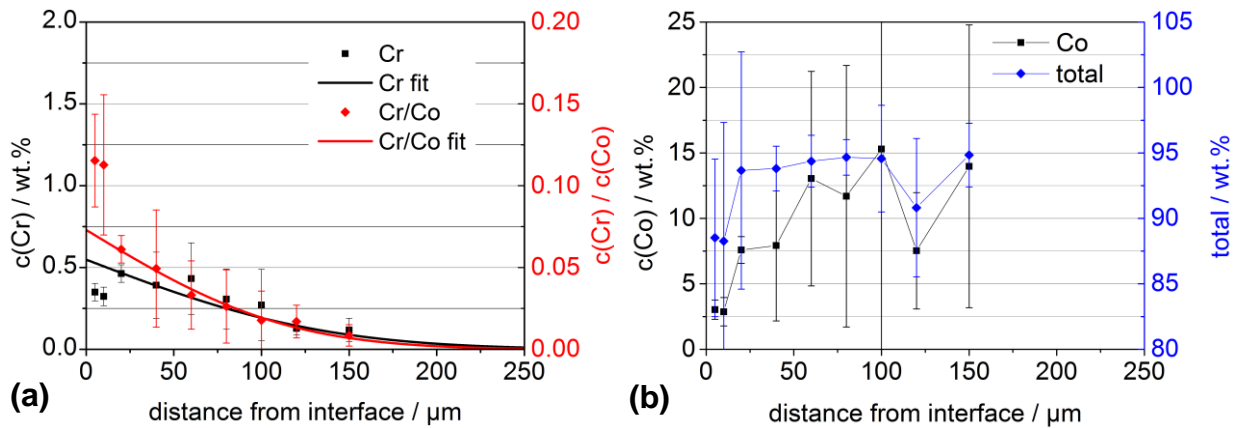 2.0
1.5
1.0
0.5
0.0
c(Cr) / wt.%
0.20
0.15
0.10
0.05
0.00
c(Cr) / c(Co)
Cr
Cr fit
Cr/Co
Cr/Co fit
0 50 100 150 200 250
distance from interface / µm
(a)
25
20
15
10
5
0
c(Co) / wt.%
105
100
95
90
85
80
total / wt.%
Co
total
0 50 100 150 200 250
distance from interface / µm
(b)